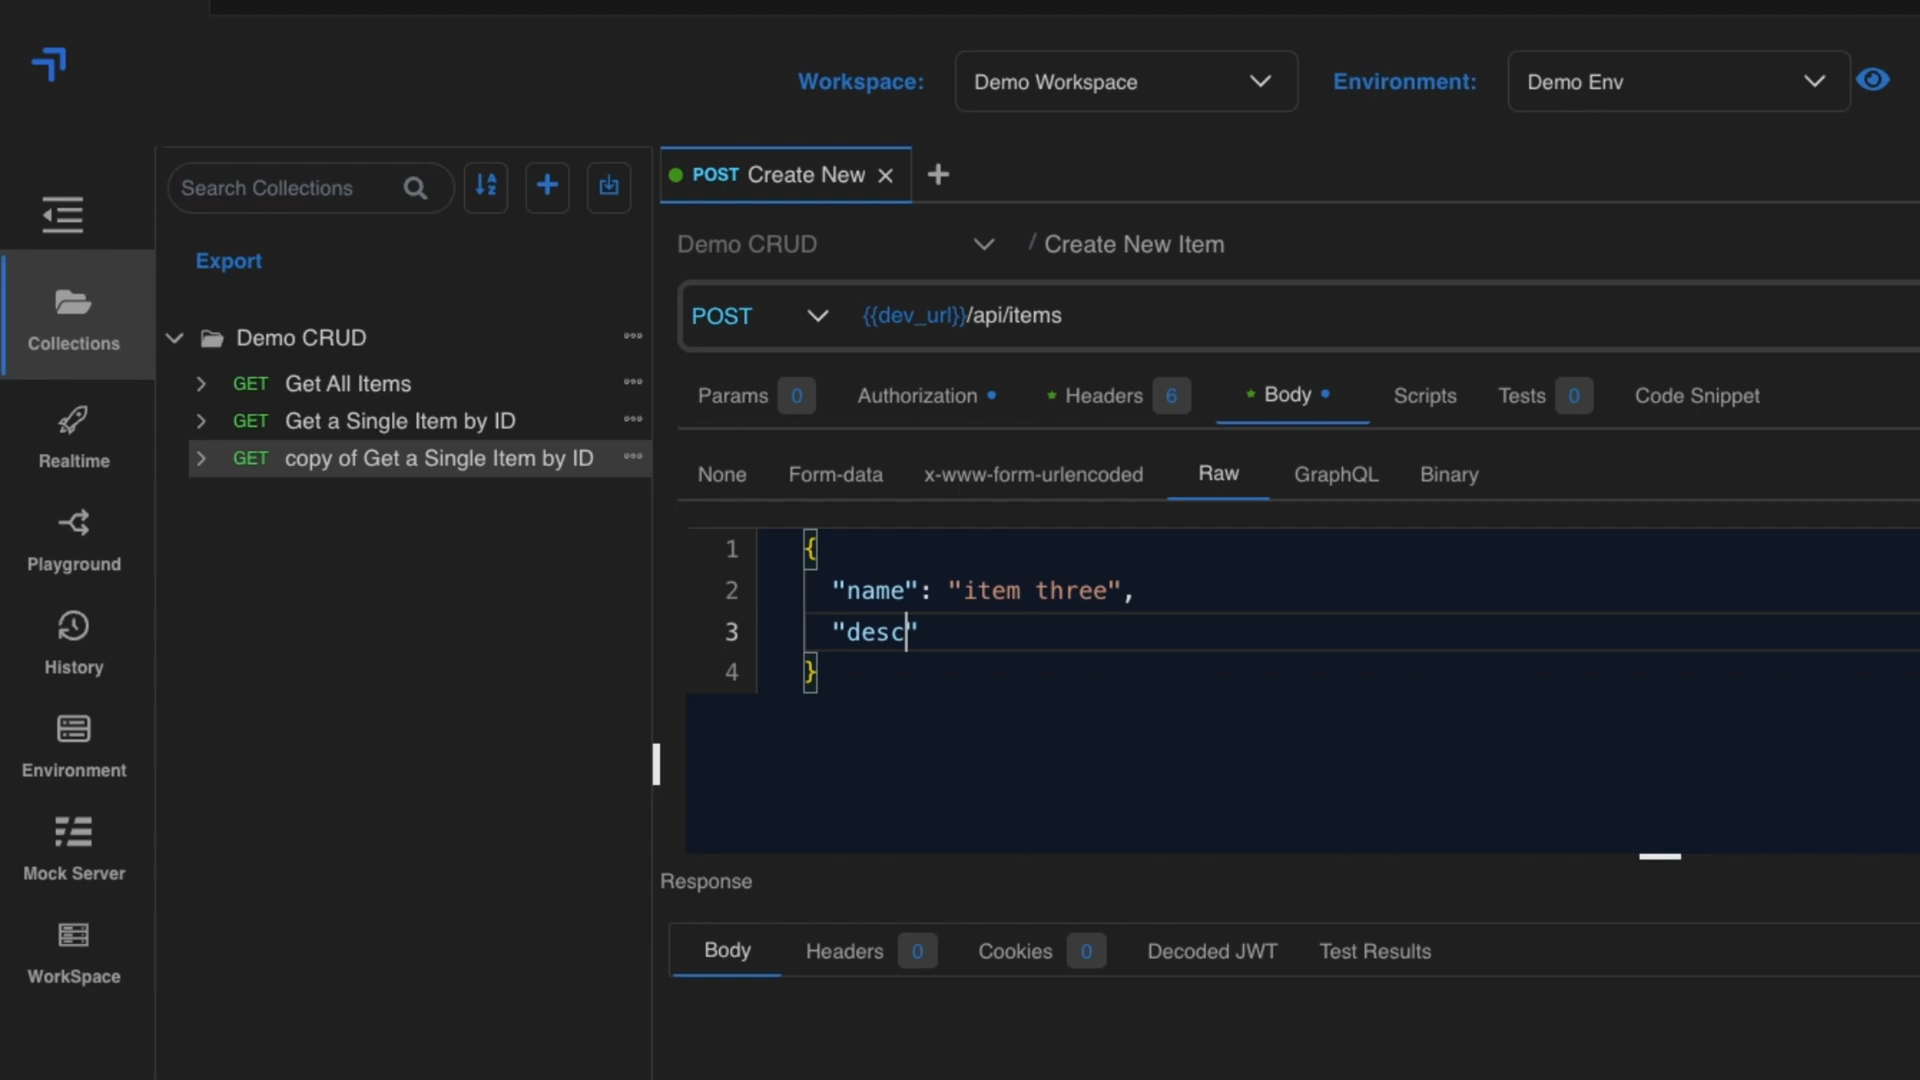 Workspace: Demo Workspace Environment: Demo Env
Search Collections
Export
Demo CRUD
GET Get All Items
GET Get a Single Item by ID
GET copy of Get a Single Item by ID
Collections
Realtime
Playground
History
Environment
Mock Server
WorkSpace
POST Create New
Demo CRUD / Create New Item
POST {{dev_url}}/api/items
Params 0 Authorization Headers 6 Body Scripts Tests 0 Code Snippet
None Form-data x-www-form-urlencoded Raw GraphQL Binary
1 {
2 "name": "item three",
3 "desc"
4 }
Response
Body Headers 0 Cookies 0 Decoded JWT Test Results